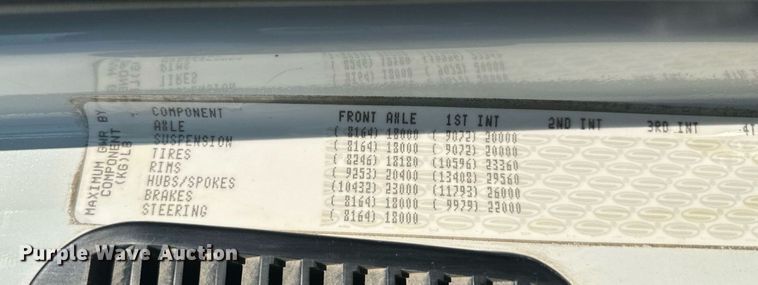 COMPONENT FRONT AXLE 1ST INT 2ND INT 3RD INT
AXLE ( 8164) 18000 ( 9072) 20000
SUSPENSION ( 8164) 18000 ( 9072) 20000
TIRES ( 8246) 18180 (10596) 23360
RIMS ( 9253) 20400 (13408) 29560
HUBS/SPOKES (10432) 23000 (11793) 26000
BRAKES ( 8164) 18000 ( 9979) 22000
STEERING ( 8164) 18000
MAXIMUM GWR BY
COMPONENT
(KG)LB
Purple Wave Auction